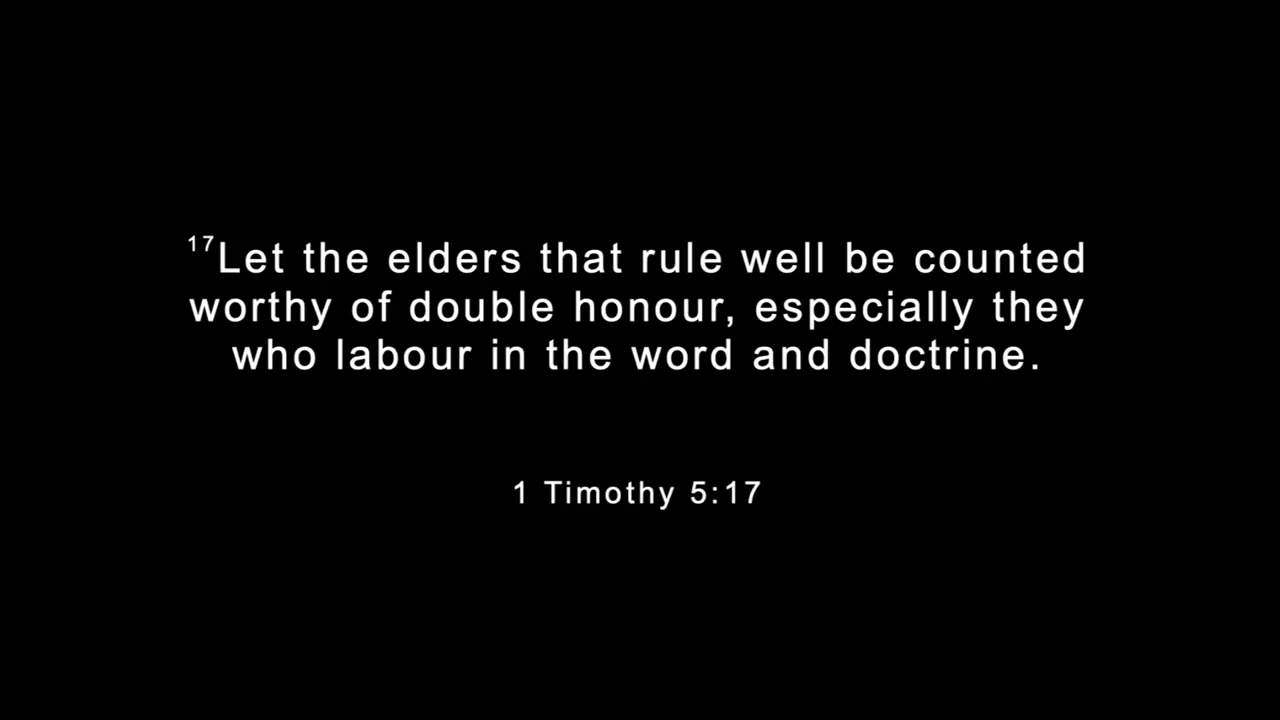 17Let the elders that rule well be counted
worthy of double honour, especially they
who labour in the word and doctrine.
1 Timothy 5:17